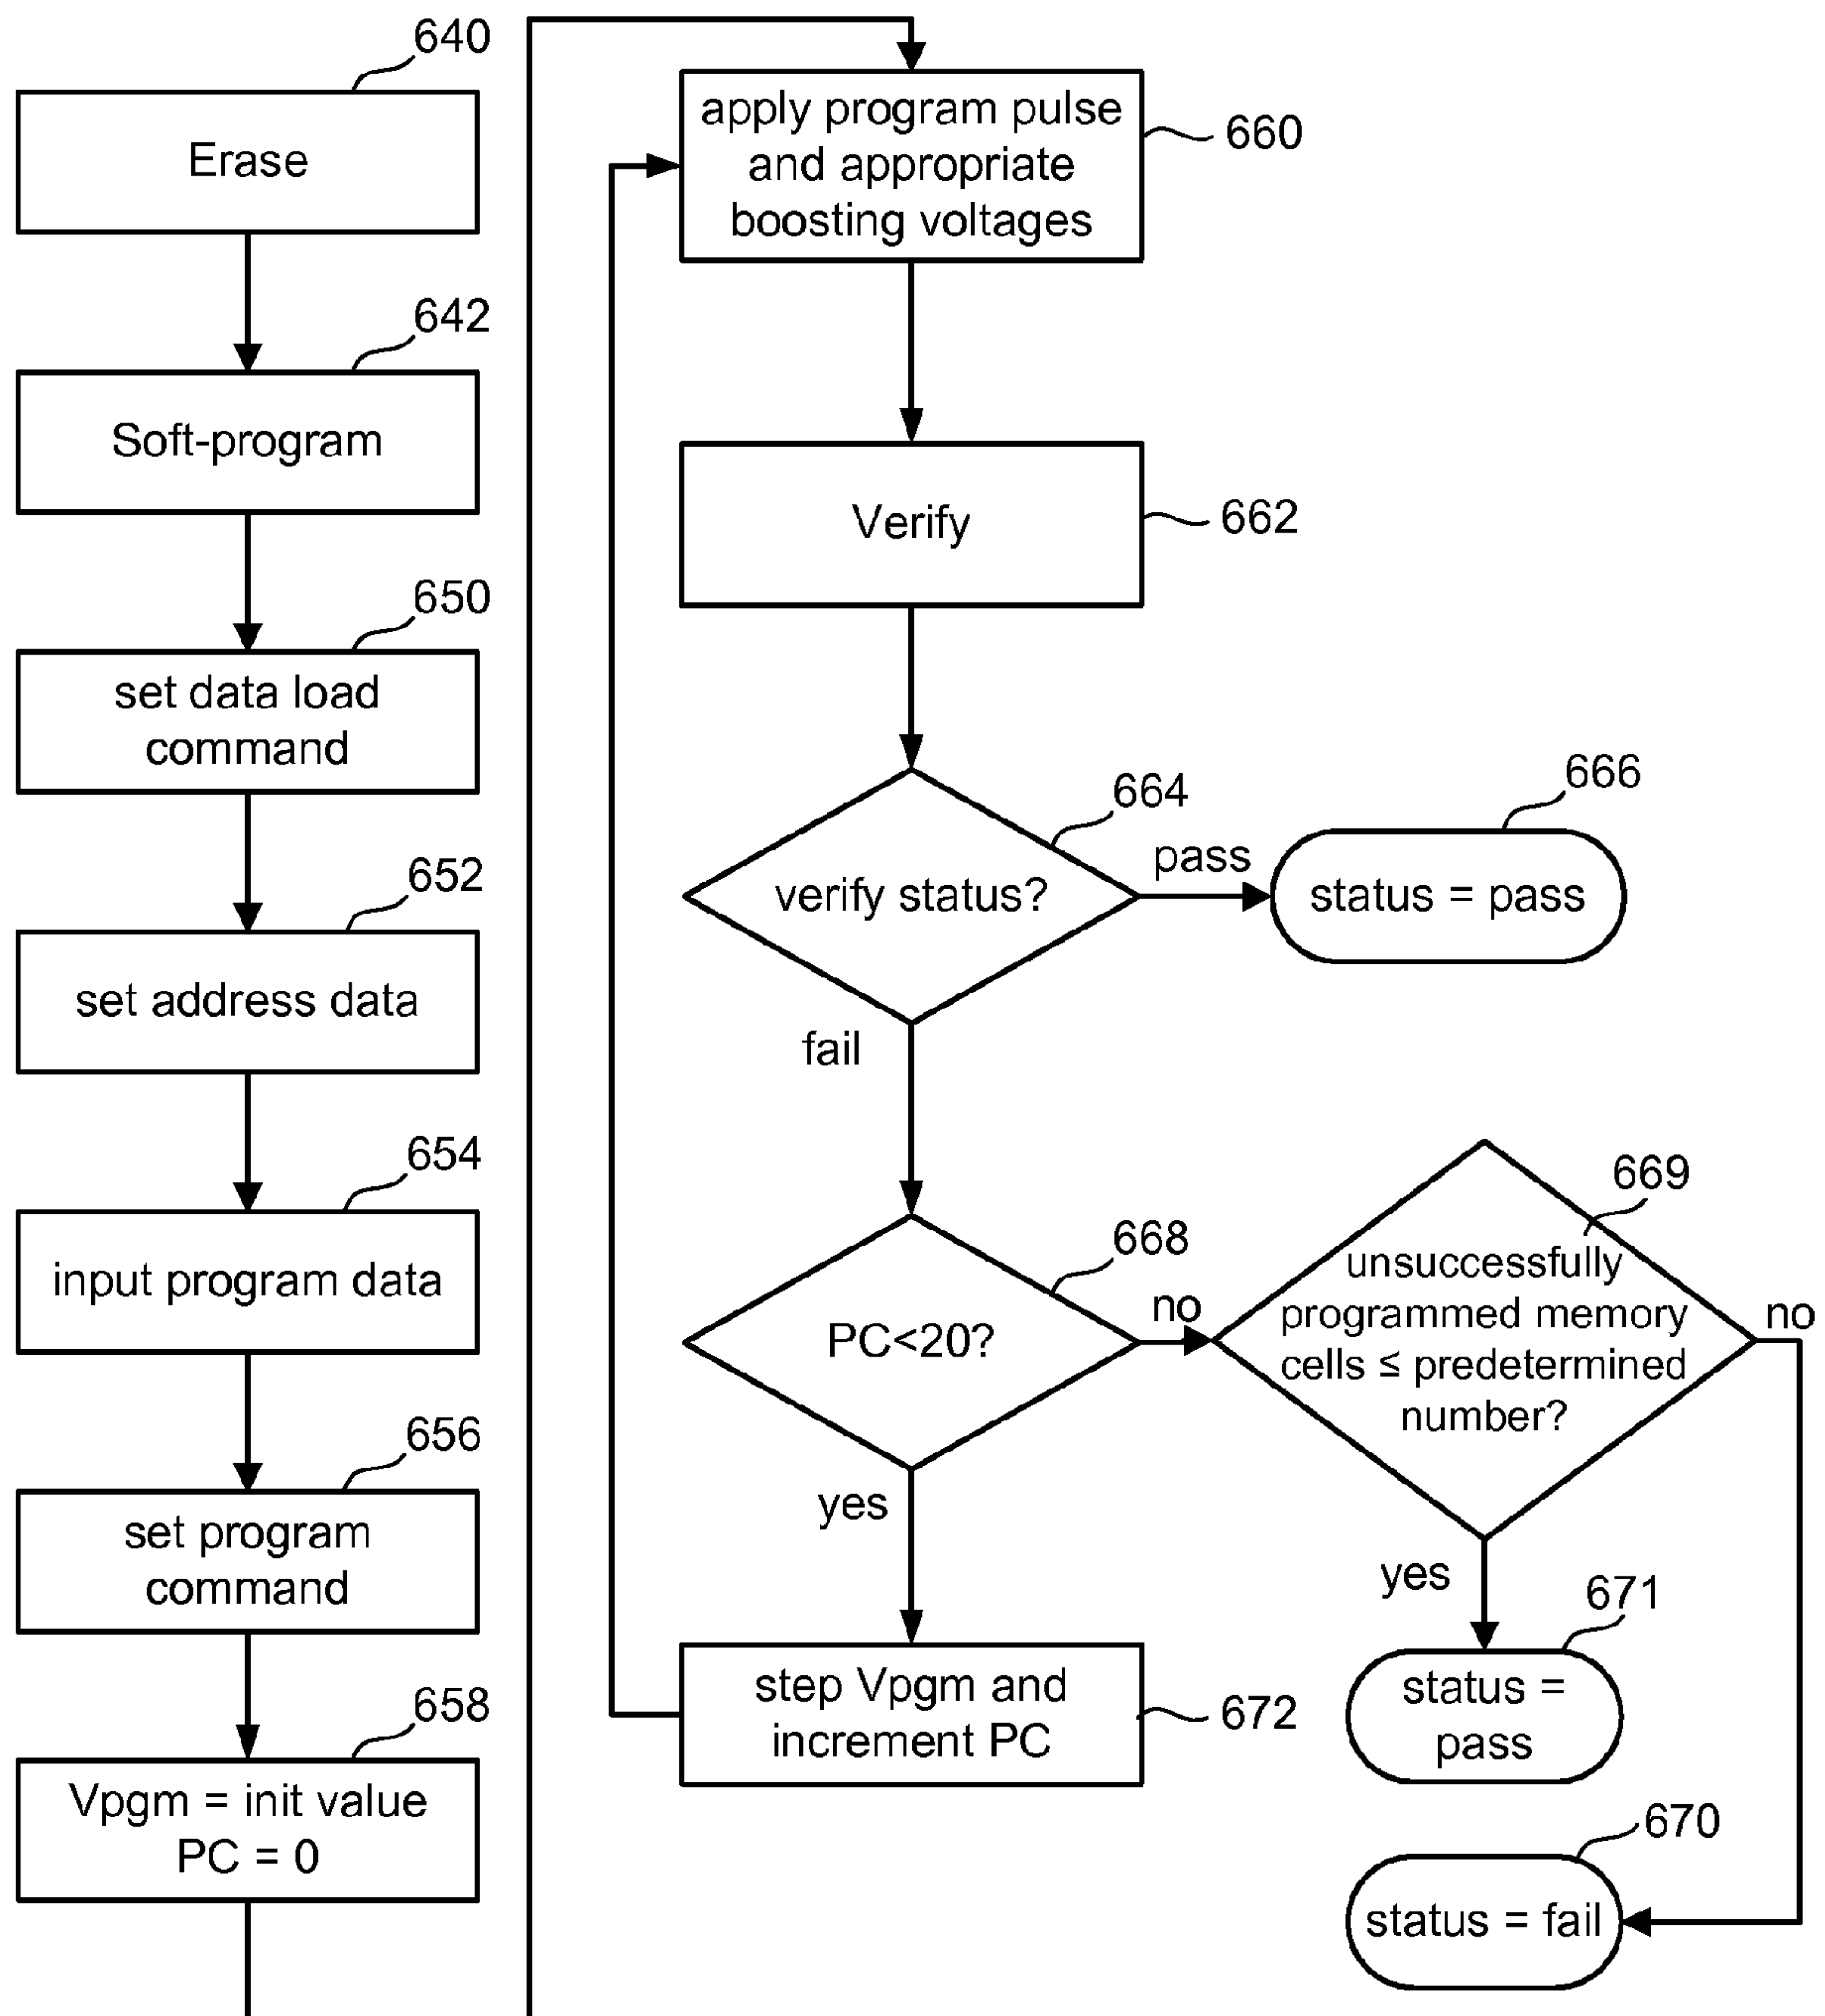 640
Erase
642
Soft-program
650
set data load
command
652
set address data
654
input program data
656
set program
command
658
Vpgm = init value
PC = 0
apply program pulse
and appropriate
boosting voltages
660
Verify
662
664
verify status?
pass
666
status = pass
fail
668
PC<20?
no
669
unsuccessfully
programmed memory
cells ≤ predetermined
number?
no
yes
step Vpgm and
increment PC
672
yes
671
status =
pass
670
status = fail